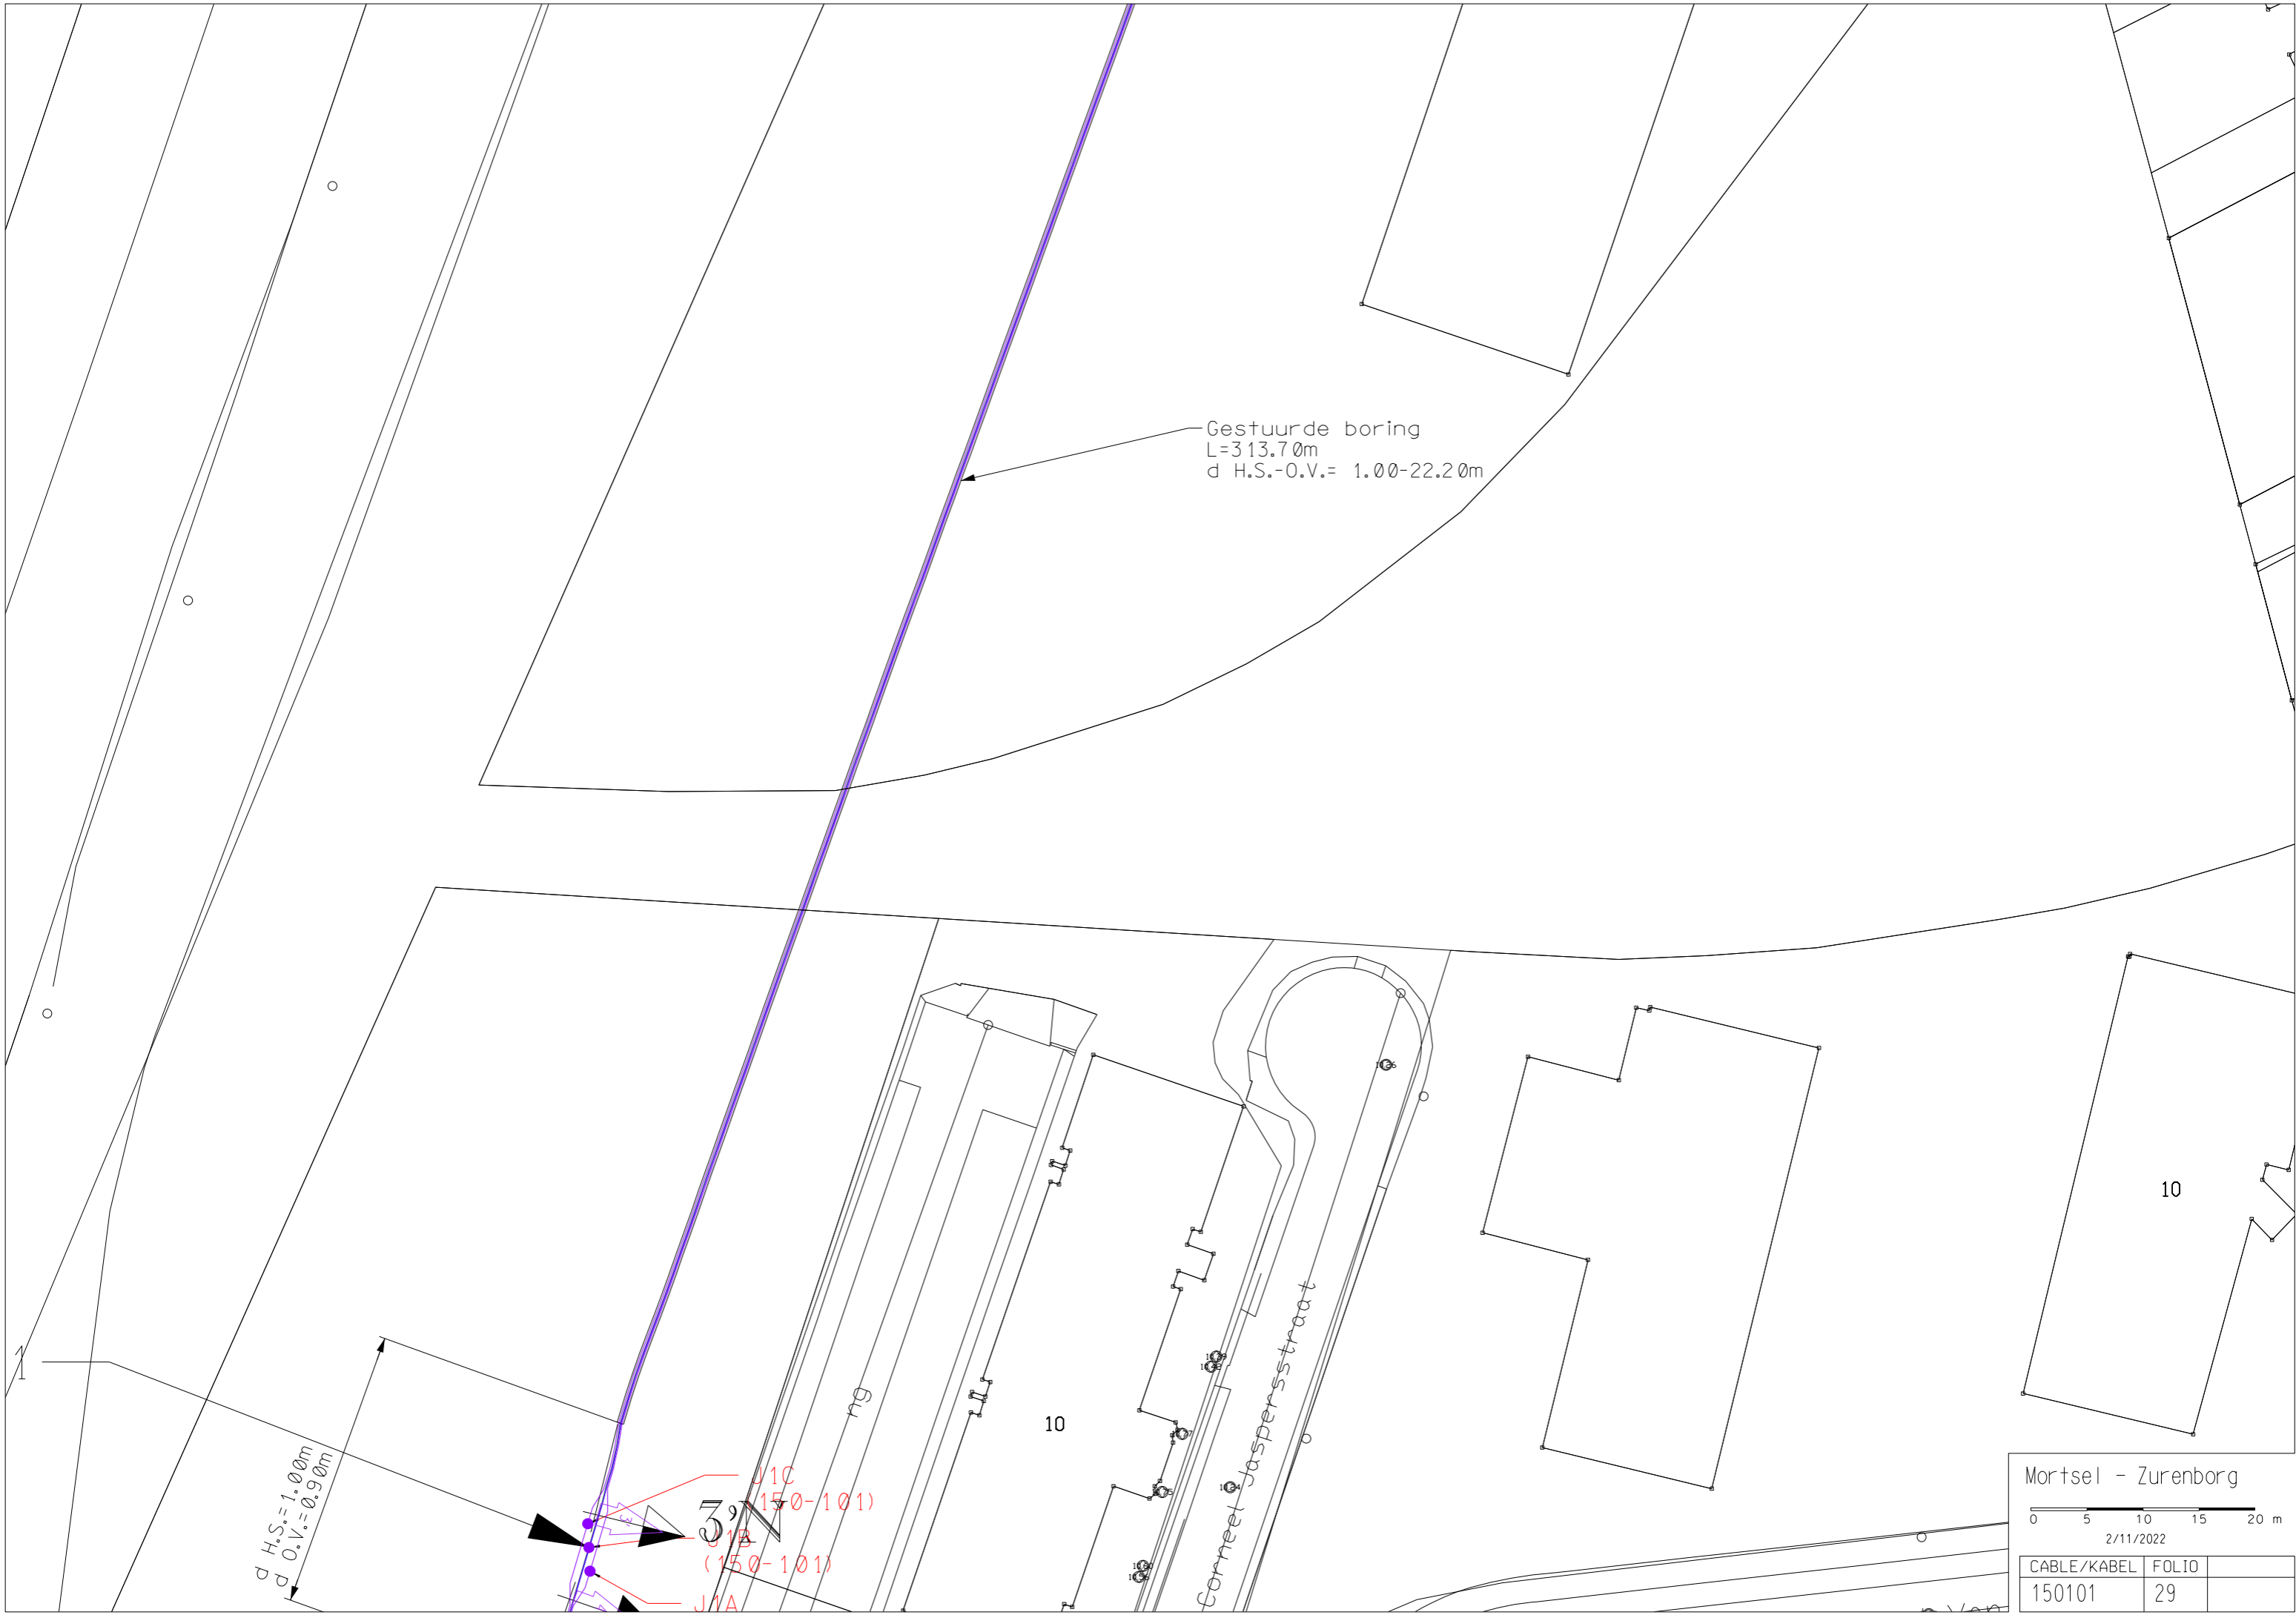 Gestuurde boring
L=313.70m
d H.S.-O.V.= 1.00-22.20m
1
d H.S.=1.00m
d O.V.=0.90m
J1C
(150-101)
J1B
(150-101)
J1A
ng
10
Corneel Jaspersstraat
10
Mortsel - Zurenborg
0 5 10 15 20 m
2/11/2022
CABLE/KABEL FOLIO
150101 29